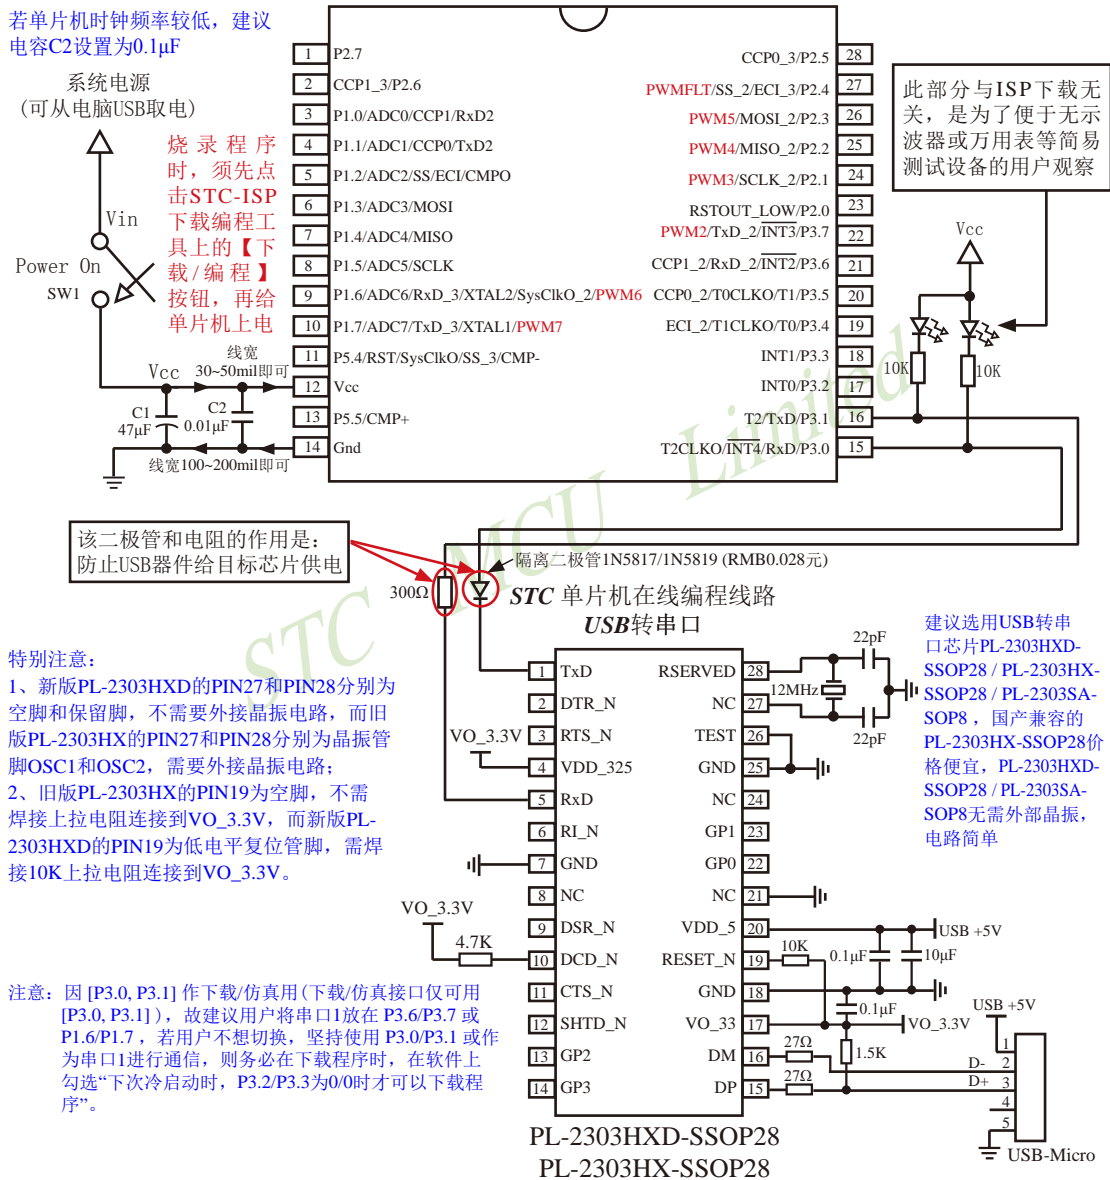 若单片机时钟频率较低，建议
电容C2设置为0.1μF
系统电源
(可从电脑USB取电)
烧录程序
时，须先点
击STC-ISP
下载编程工
具上的【下
载/编程】
按钮，再给
单片机上电
Vin
Power On
SW1
Vcc
线宽
30~50mil即可
C1
47μF
C2
0.01μF
线宽100~200mil即可
1 P2.7
2 CCP1_3/P2.6
3 P1.0/ADC0/CCP1/RxD2
4 P1.1/ADC1/CCP0/TxD2
5 P1.2/ADC2/SS/ECI/CMPO
6 P1.3/ADC3/MOSI
7 P1.4/ADC4/MISO
8 P1.5/ADC5/SCLK
9 P1.6/ADC6/RxD_3/XTAL2/SysClkO_2/PWM6
10 P1.7/ADC7/TxD_3/XTAL1/PWM7
11 P5.4/RST/SysClkO/SS_3/CMP-
12 Vcc
13 P5.5/CMP+
14 Gnd
CCP0_3/P2.5 28
PWMFLT/SS_2/ECI_3/P2.4 27
PWM5/MOSI_2/P2.3 26
PWM4/MISO_2/P2.2 25
PWM3/SCLK_2/P2.1 24
RSTOUT_LOW/P2.0 23
PWM2/TxD_2/INT3/P3.7 22
CCP1_2/RxD_2/INT2/P3.6 21
CCP0_2/T0CLKO/T1/P3.5 20
ECI_2/T1CLKO/T0/P3.4 19
INT1/P3.3 18
INT0/P3.2 17
T2/TxD/P3.1 16
T2CLKO/INT4/RxD/P3.0 15
此部分与ISP下载无
关，是为了便于无示
波器或万用表等简易
测试设备的用户观察
Vcc
10K
10K
STC MCU Limited
该二极管和电阻的作用是：
防止USB器件给目标芯片供电
300Ω
隔离二极管1N5817/1N5819 (RMB0.028元)
STC 单片机在线编程线路
USB转串口
特别注意：
1、新版PL-2303HXD的PIN27和PIN28分别为
空脚和保留脚，不需要外接晶振电路，而旧
版PL-2303HX的PIN27和PIN28分别为晶振管
脚OSC1和OSC2，需要外接晶振电路；
2、旧版PL-2303HX的PIN19为空脚，不需
焊接上拉电阻连接到VO_3.3V，而新版PL-
2303HXD的PIN19为低电平复位管脚，需焊
接10K上拉电阻连接到VO_3.3V。
VO_3.3V
VO_3.3V
4.7K
1 TxD
2 DTR_N
3 RTS_N
4 VDD_325
5 RxD
6 RI_N
7 GND
8 NC
9 DSR_N
10 DCD_N
11 CTS_N
12 SHTD_N
13 GP2
14 GP3
RSERVED 28
NC 27
TEST 26
GND 25
NC 24
GP1 23
GP0 22
NC 21
VDD_5 20
RESET_N 19
GND 18
VO_33 17
DM 16
DP 15
22pF
12MHz
22pF
建议选用USB转串
口芯片PL-2303HXD-
SSOP28 / PL-2303HX-
SSOP28 / PL-2303SA-
SOP8，国产兼容的
PL-2303HX-SSOP28价
格便宜，PL-2303HXD-
SSOP28 / PL-2303SA-
SOP8无需外部晶振，
电路简单
USB +5V
10K
0.1μF
10μF
0.1μF
VO_3.3V
1.5K
27Ω
27Ω
USB +5V
D-
D+
1
2
3
4
5
USB-Micro
注意：因 [P3.0, P3.1] 作下载/仿真用(下载/仿真接口仅可用
[P3.0, P3.1] )，故建议用户将串口1放在 P3.6/P3.7 或
P1.6/P1.7 ，若用户不想切换，坚持使用 P3.0/P3.1 或作
为串口1进行通信，则务必在下载程序时，在软件上
勾选“下次冷启动时，P3.2/P3.3为0/0时才可以下载程
序”。
PL-2303HXD-SSOP28
PL-2303HX-SSOP28